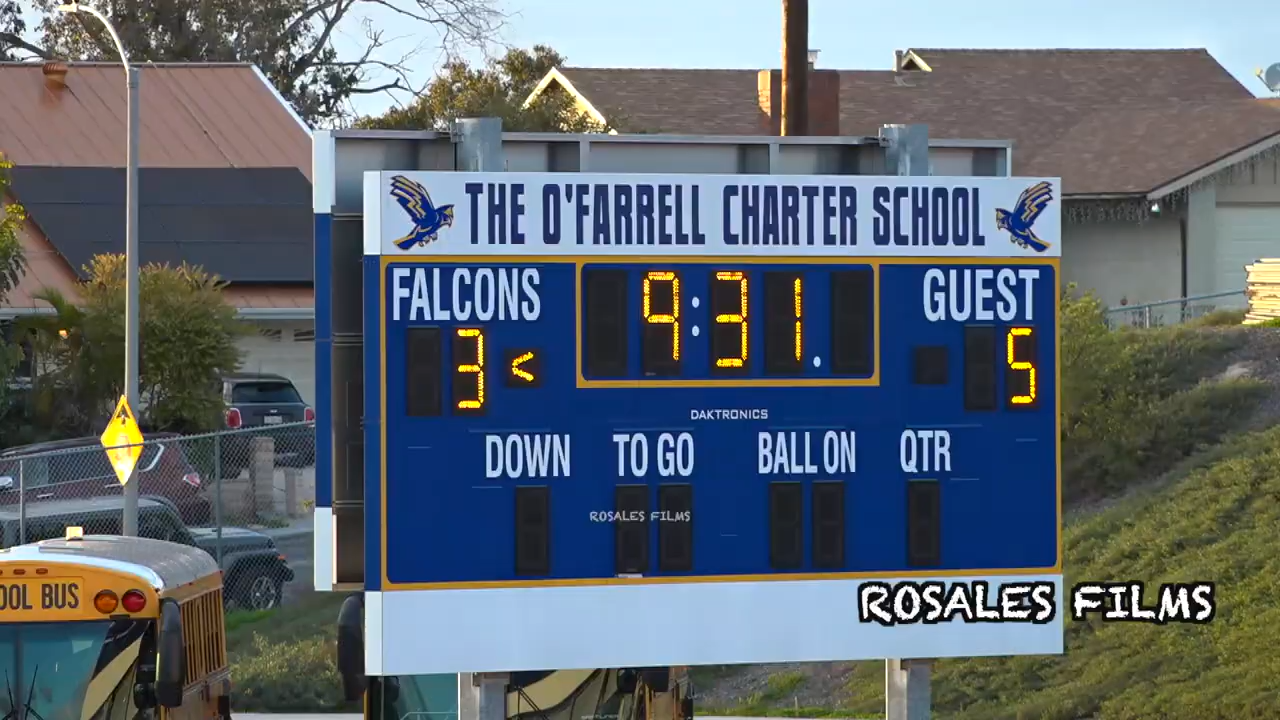 THE O'FARRELL CHARTER SCHOOL
FALCONS
9:31.
GUEST
3 <
5
DAKTRONICS
DOWN
TO GO
BALL ON
QTR
ROSALES FILMS
ROSALES FILMS
OOL BUS